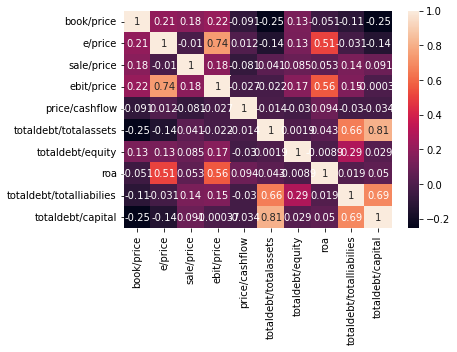 book/price 1 0.21 0.18 0.22 -0.091 -0.25 0.13 -0.051 -0.11 -0.25
e/price 0.21 1 -0.01 0.74 0.012 -0.14 0.13 0.51 -0.031 -0.14
sale/price 0.18 -0.01 1 0.18 -0.081 0.041 0.085 0.053 0.14 0.091
ebit/price 0.22 0.74 0.18 1 -0.022 0.17 0.56 0.15
price/cashflow -0.091 0.012 -0.081 1 -0.014 -0.03 0.094 -0.03 -0.034
totaldebt/totalassets -0.25 -0.14 0.041 -0.022 -0.014 1 0.0019 0.043 0.66 0.81
totaldebt/equity 0.13 0.13 0.085 0.17 -0.03 0.0019 1 -0.0089 0.29 0.029
roa -0.051 0.51 0.053 0.56 0.094 0.043 -0.0089 1 0.019 0.05
totaldebt/totalliabilities -0.11 -0.031 0.14 0.15 -0.03 0.66 0.29 0.019 1 0.69
totaldebt/capital -0.25 -0.14 0.091 -0.034 0.81 0.029 0.05 0.69 1
book/price
e/price
sale/price
ebit/price
price/cashflow
totaldebt/totalassets
totaldebt/equity
roa
totaldebt/totalliabilities
totaldebt/capital
1.0
0.8
0.6
0.4
0.2
0.0
-0.2